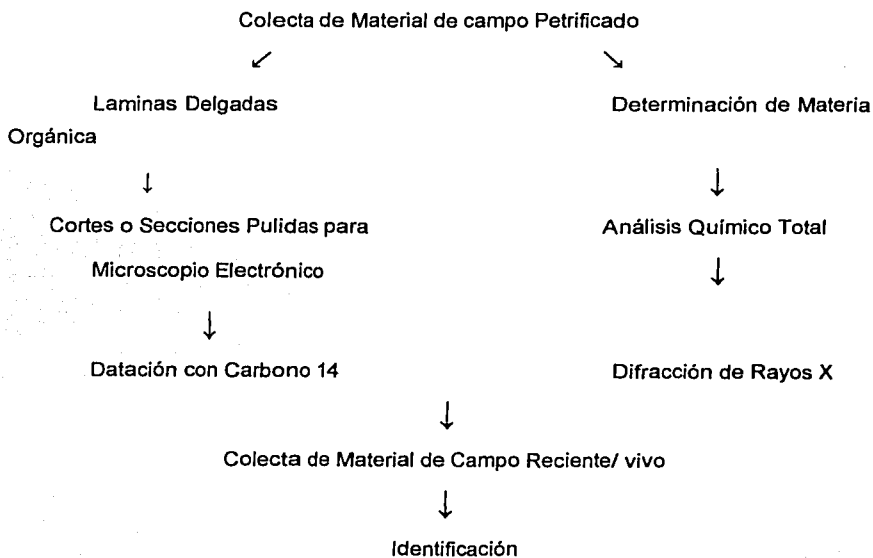 Colecta de Material de campo Petrificado
↙ ↘
Laminas Delgadas Determinación de Materia
Orgánica
↓ ↓
Cortes o Secciones Pulidas para Análisis Químico Total
Microscopio Electrónico ↓
↓
Datación con Carbono 14 Difracción de Rayos X
↓
Colecta de Material de Campo Reciente/ vivo
↓
Identificación